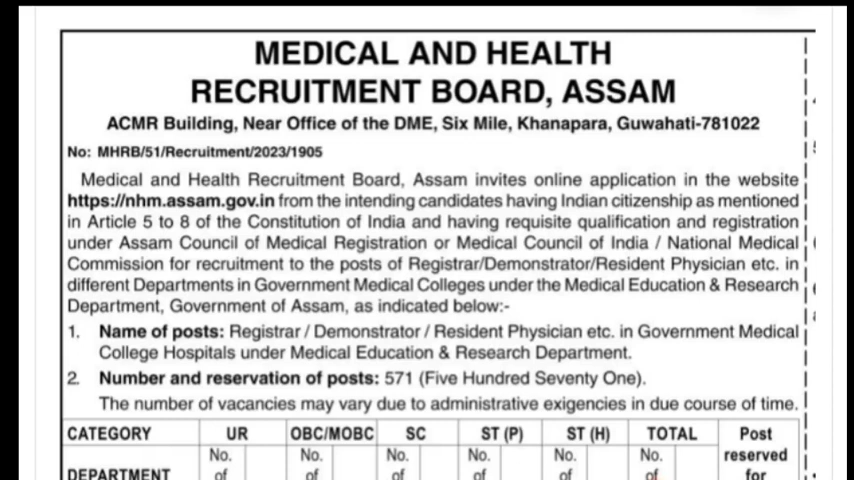 MEDICAL AND HEALTH
RECRUITMENT BOARD, ASSAM
ACMR Building, Near Office of the DME, Six Mile, Khanapara, Guwahati-781022
No: MHRB/51/Recruitment/2023/1905
Medical and Health Recruitment Board, Assam invites online application in the website
https://nhm.assam.gov.in from the intending candidates having Indian citizenship as mentioned
in Article 5 to 8 of the Constitution of India and having requisite qualification and registration
under Assam Council of Medical Registration or Medical Council of India / National Medical
Commission for recruitment to the posts of Registrar/Demonstrator/Resident Physician etc. in
different Departments in Government Medical Colleges under the Medical Education & Research
Department, Government of Assam, as indicated below:-
1. Name of posts: Registrar / Demonstrator / Resident Physician etc. in Government Medical
College Hospitals under Medical Education & Research Department.
2. Number and reservation of posts: 571 (Five Hundred Seventy One).
The number of vacancies may vary due to administrative exigencies in due course of time.
CATEGORY UR OBC/MOBC SC ST (P) ST (H) TOTAL Post
No. No. No. No. No. No. reserved
DEPARTMENT of of of of of of for